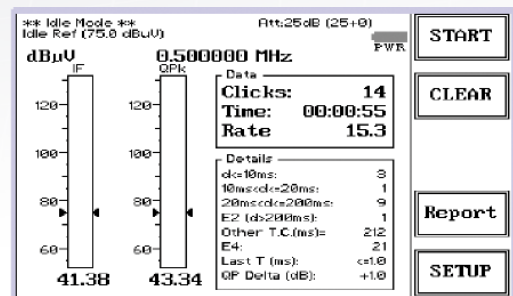 ** Idle Mode **
Idle Ref (75.0 dBuV)
Att:25dB (25+0)
PWR
dBµV
0.500000 MHz
IF
QPk
120
100
80
60
41.38
120
100
80
60
43.34
Data
Clicks: 14
Time: 00:00:55
Rate 15.3
Details
d<=10ms: 3
10ms<d<=20ms: 1
20ms<d<=200ms: 9
E2 (d>200ms): 1
Other T.C.(ms)= 212
E4: 21
Last T (ms): <=1.0
QP Delta (dB): +1.0
START
CLEAR
Report
SETUP